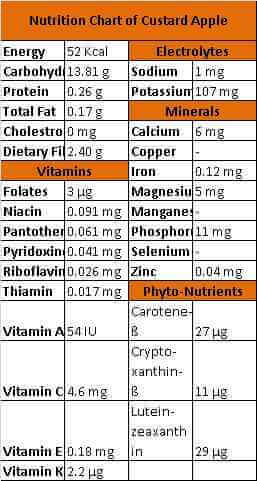 Nutrition Chart of Custard Apple
Energy 52 Kcal Electrolytes
Carbohyd 13.81 g Sodium 1 mg
Protein 0.26 g Potassium 107 mg
Total Fat 0.17 g Minerals
Cholestro 0 mg Calcium 6 mg
Dietary Fi 2.40 g Copper -
Vitamins Iron 0.12 mg
Folates 3 µg Magnesiu 5 mg
Niacin 0.091 mg Manganes -
Pantother 0.061 mg Phosphor 11 mg
Pyridoxin 0.041 mg Selenium -
Riboflavin 0.026 mg Zinc 0.04 mg
Thiamin 0.017 mg Phyto-Nutrients
Carotene-
Vitamin A 54 IU ß 27 µg
Crypto-
xanthin-
Vitamin C 4.6 mg ß 11 µg
Lutein-
zeaxanth
Vitamin E 0.18 mg in 29 µg
Vitamin K 2.2 µg